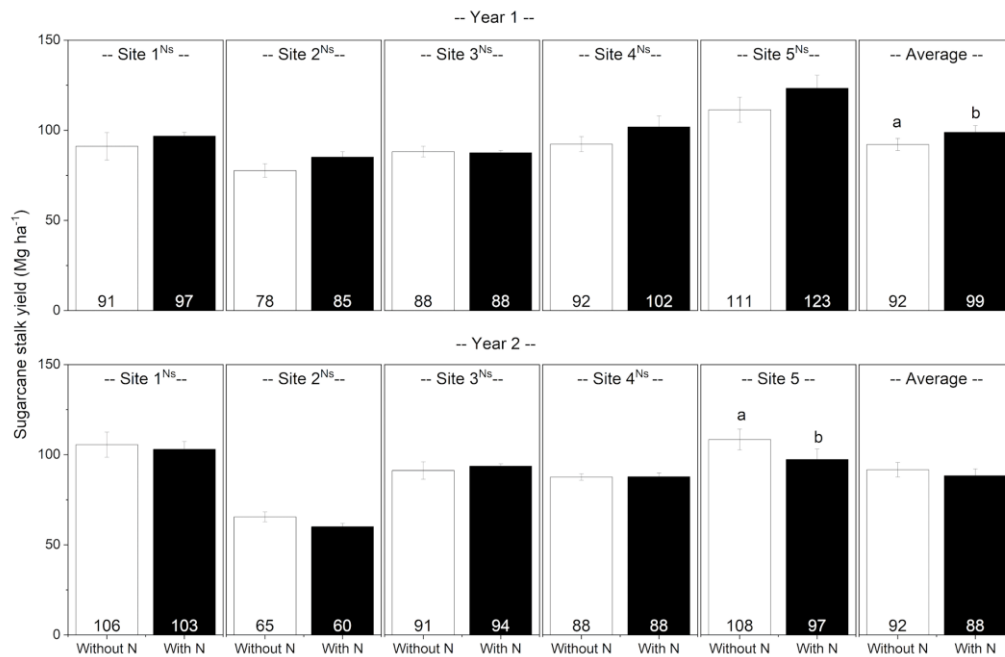 -- Year 1 --
150
-- Site 1Ns--
-- Site 2Ns--
-- Site 3Ns--
-- Site 4Ns--
-- Site 5Ns--
-- Average --
a
b
100
50
91
97
78
85
88
88
92
102
111
123
92
99
0
Sugarcane stalk yield (Mg ha-1)
-- Year 2 --
150
-- Site 1Ns--
-- Site 2Ns--
-- Site 3Ns--
-- Site 4Ns--
-- Site 5 --
-- Average --
a
b
100
50
106
103
65
60
91
94
88
88
108
97
92
88
0
Without N
With N
Without N
With N
Without N
With N
Without N
With N
Without N
With N
Without N
With N